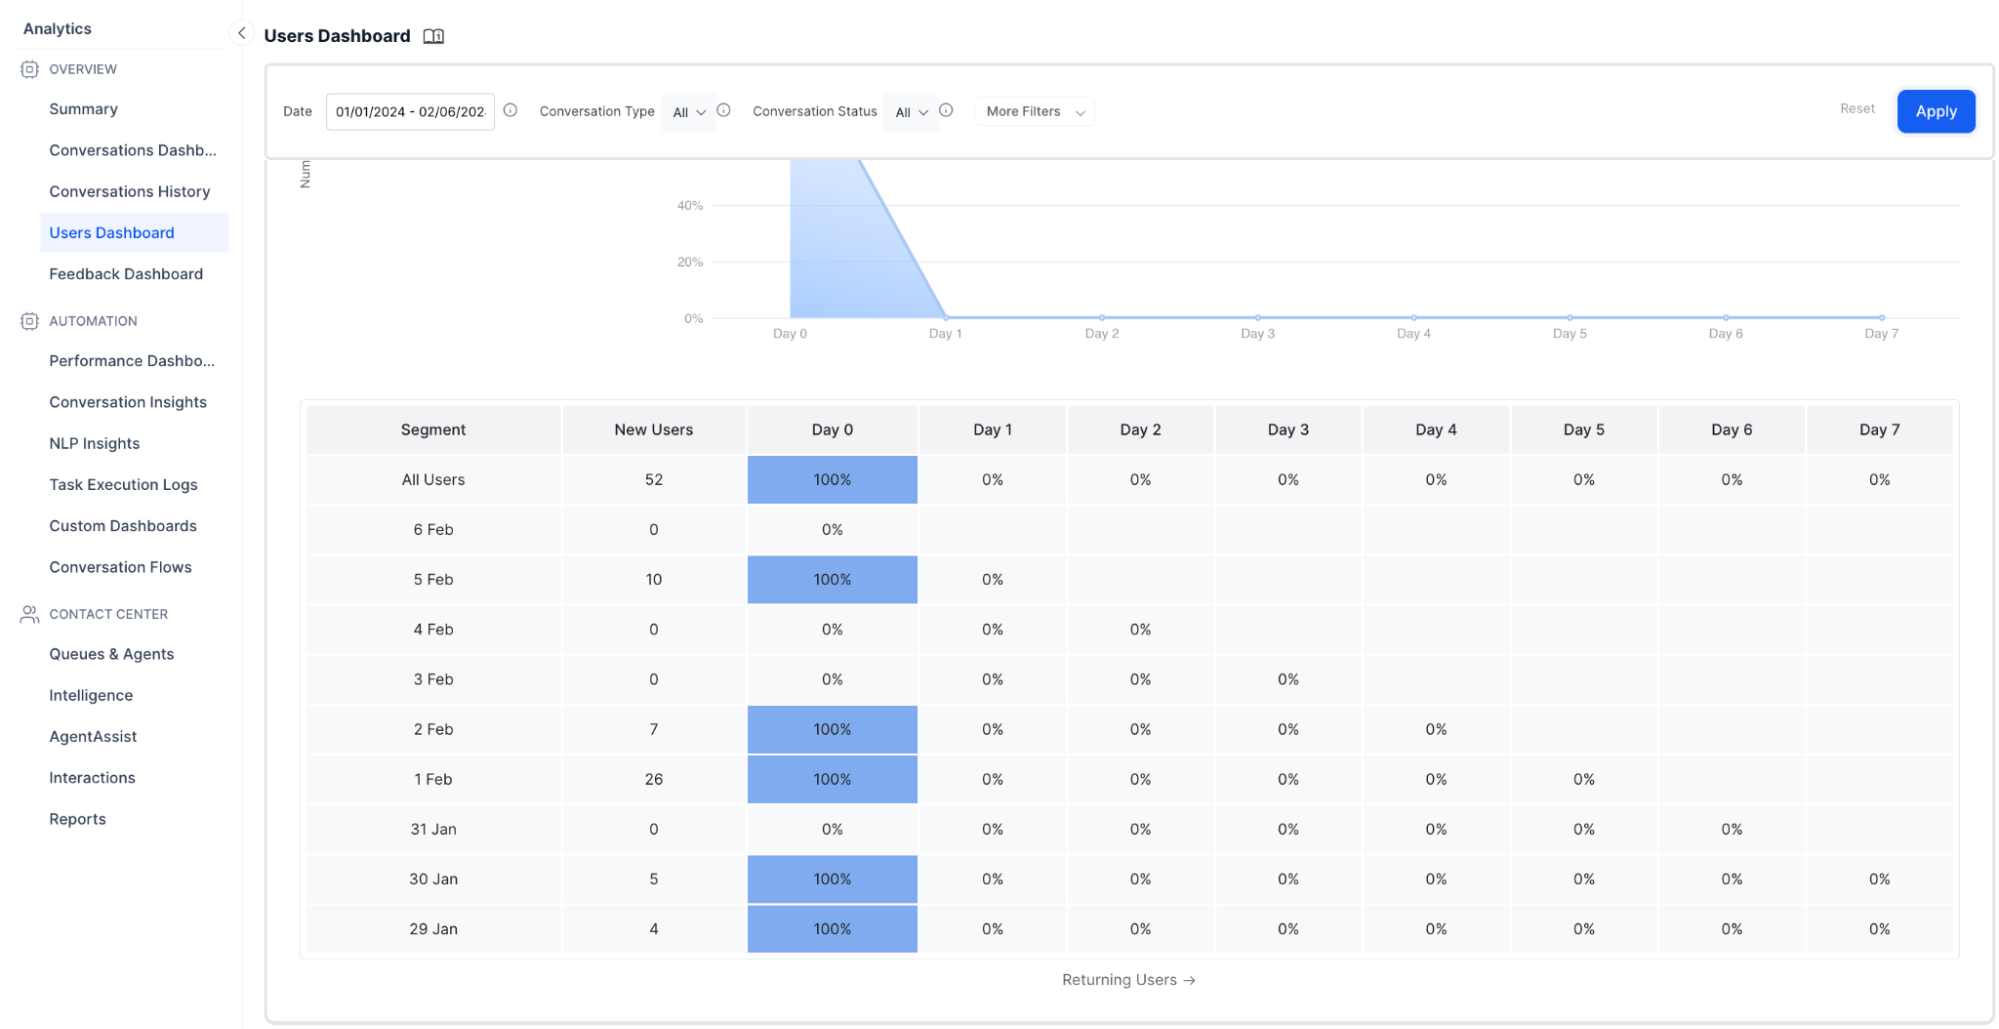 Analytics
OVERVIEW
Summary
Conversations Dashb...
Conversations History
Users Dashboard
Feedback Dashboard
AUTOMATION
Performance Dashbo...
Conversation Insights
NLP Insights
Task Execution Logs
Custom Dashboards
Conversation Flows
CONTACT CENTER
Queues & Agents
Intelligence
AgentAssist
Interactions
Reports
Users Dashboard
Date 01/01/2024 - 02/06/202 Conversation Type All Conversation Status All More Filters Reset Apply
Num
40%
20%
0%
Day 0 Day 1 Day 2 Day 3 Day 4 Day 5 Day 6 Day 7
Segment New Users Day 0 Day 1 Day 2 Day 3 Day 4 Day 5 Day 6 Day 7
All Users 52 100% 0% 0% 0% 0% 0% 0% 0%
6 Feb 0 0%
5 Feb 10 100% 0%
4 Feb 0 0% 0% 0%
3 Feb 0 0% 0% 0% 0%
2 Feb 7 100% 0% 0% 0% 0%
1 Feb 26 100% 0% 0% 0% 0% 0%
31 Jan 0 0% 0% 0% 0% 0% 0% 0%
30 Jan 5 100% 0% 0% 0% 0% 0% 0% 0%
29 Jan 4 100% 0% 0% 0% 0% 0% 0% 0%
Returning Users →